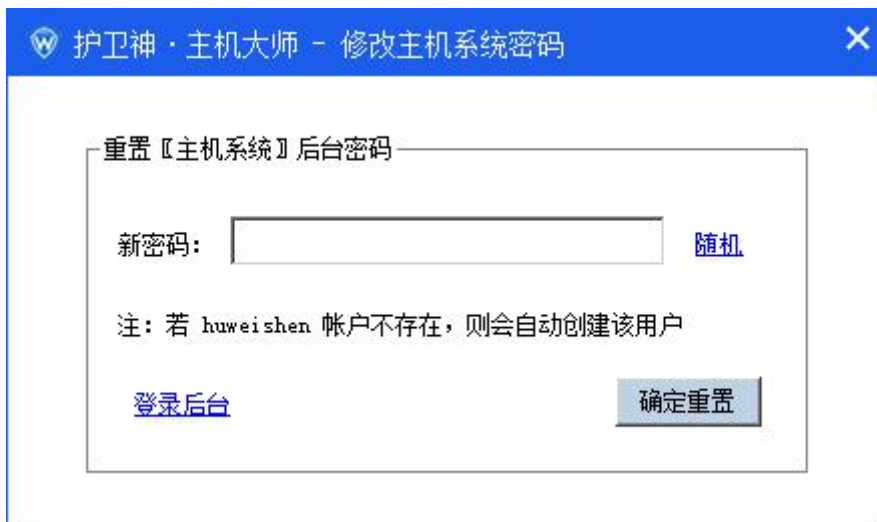 护卫神·主机大师 - 修改主机系统密码
重置〖主机系统〗后台密码
新密码: 随机
注: 若 huweishen 帐户不存在，则会自动创建该用户
登录后台 确定重置